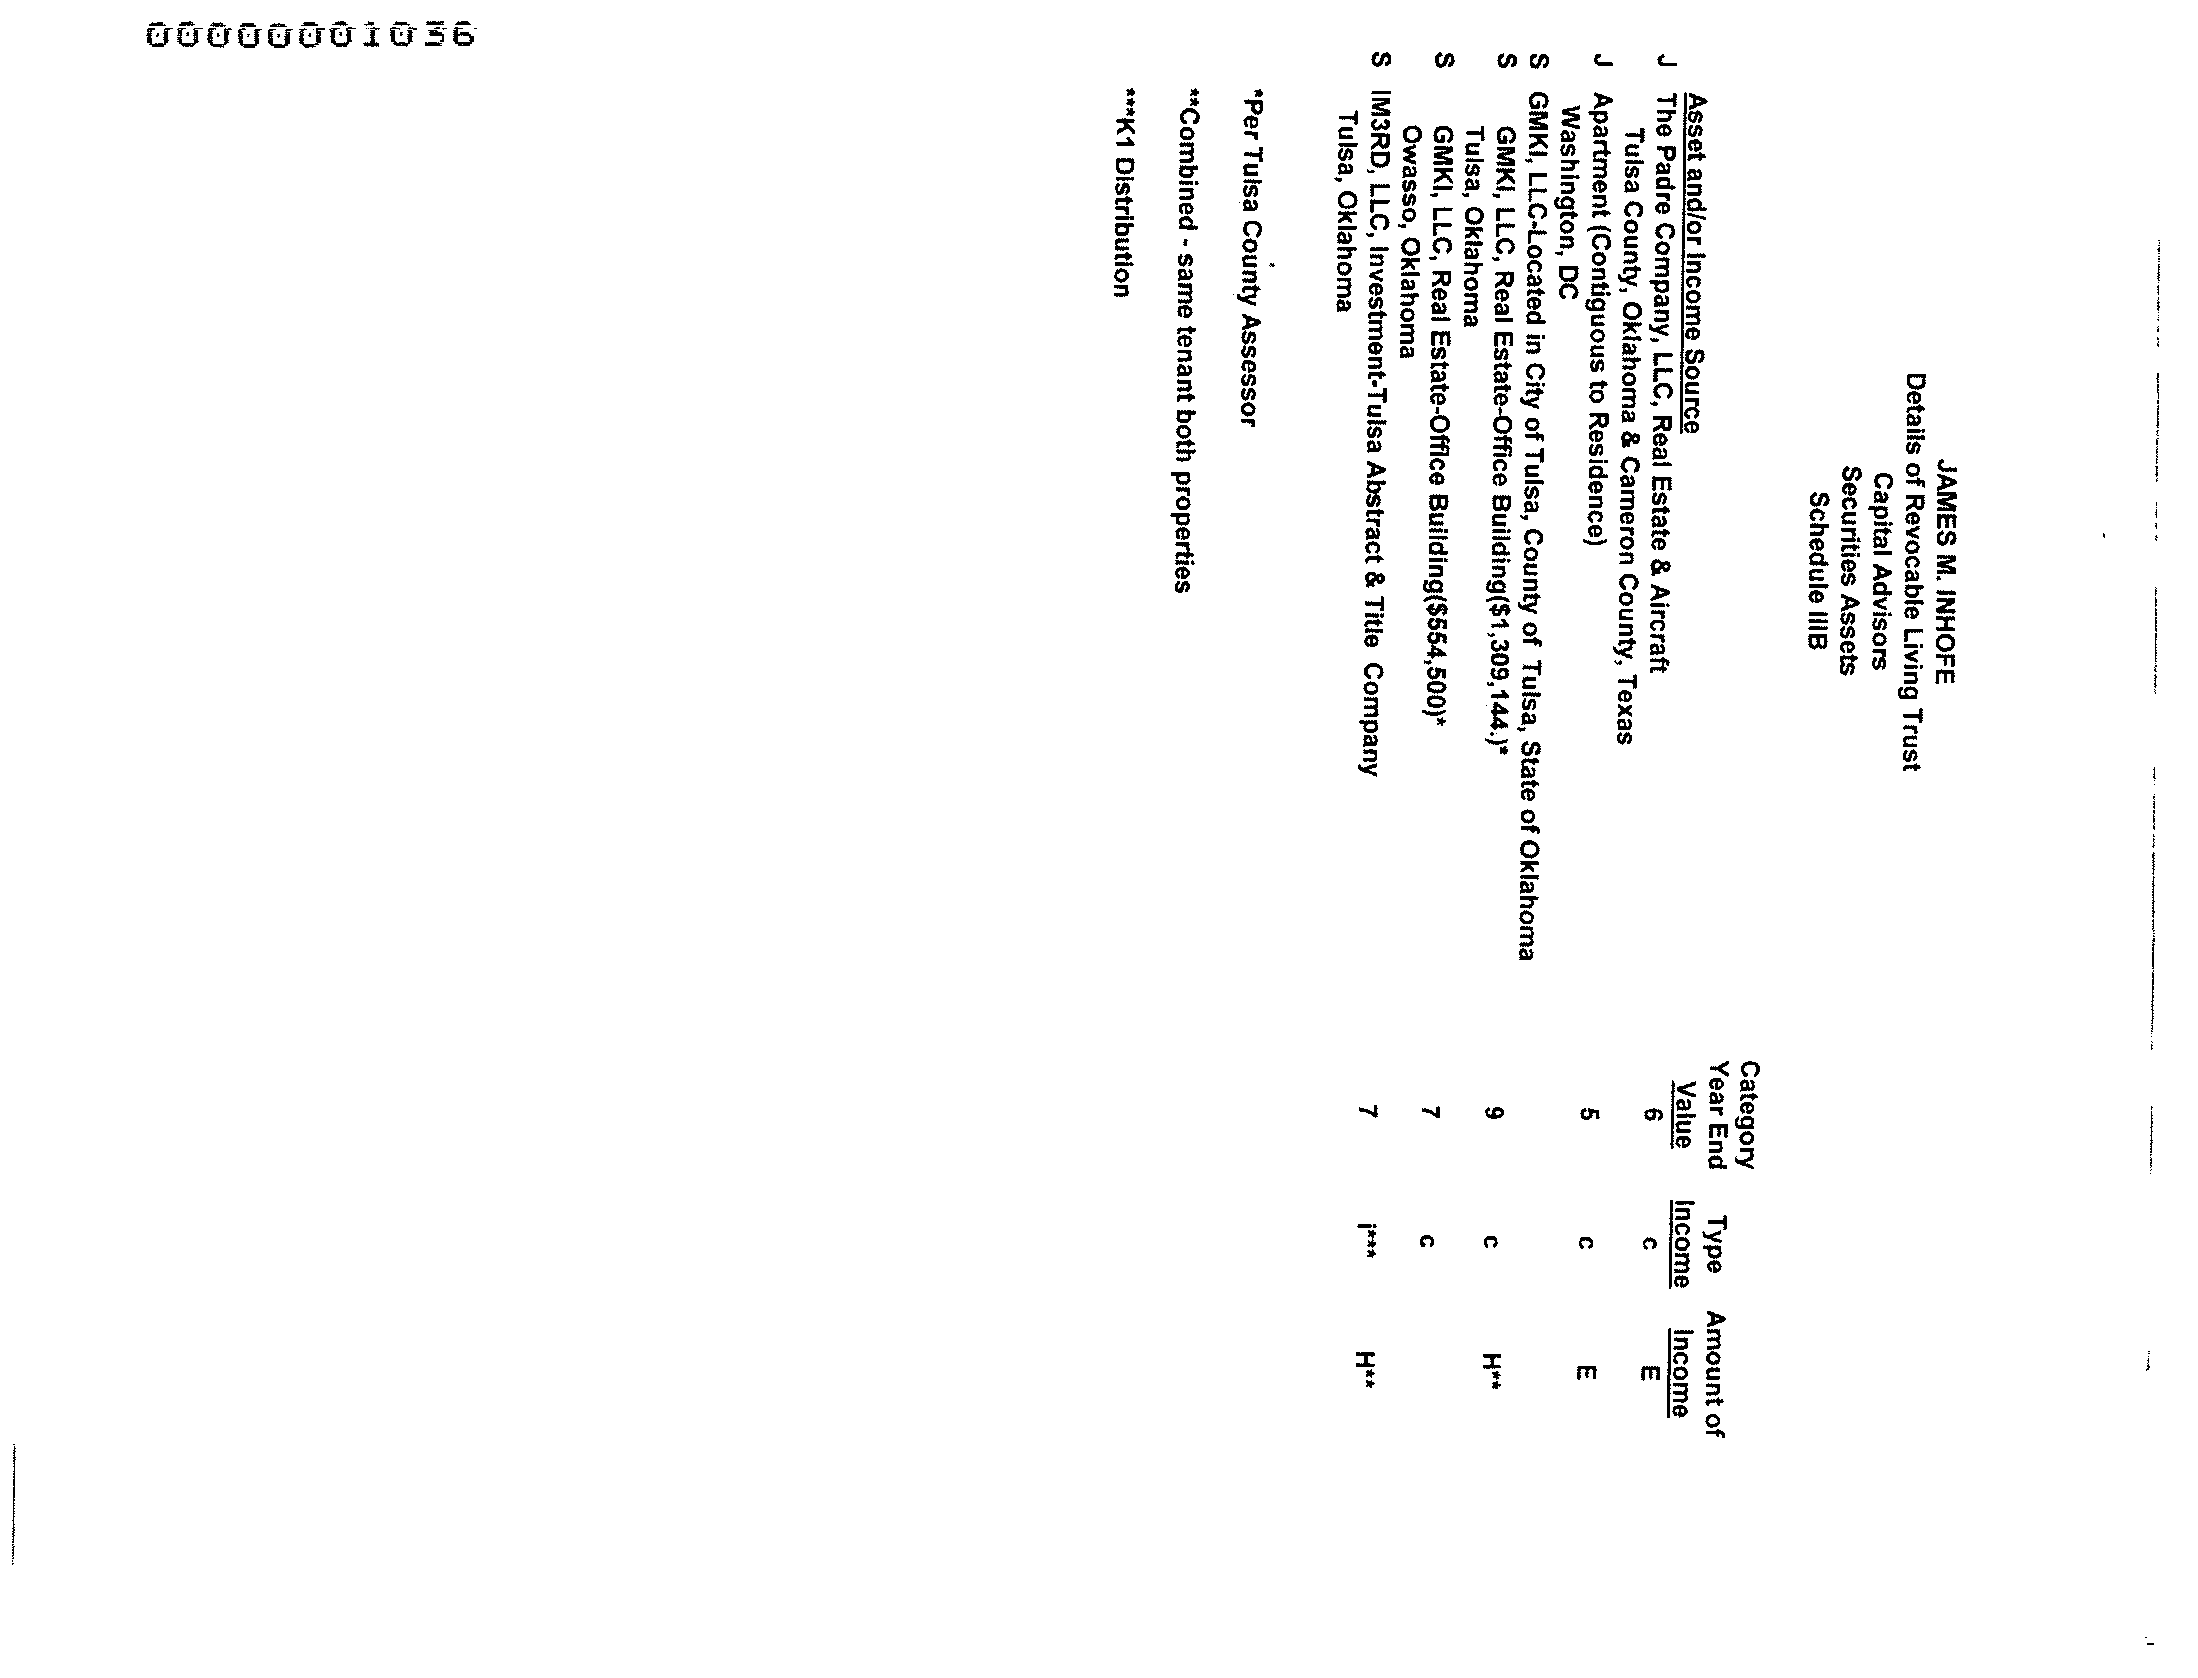 JAMES M. INHOFE
Details of Revocable Living Trust
Capital Advisors
Securities Assets
Schedule IIIB
Category
Year End Type Amount of
Asset and/or Income Source Value Income Income
J The Padre Company, LLC, Real Estate & Aircraft 6 c E
Tulsa County, Oklahoma & Cameron County, Texas
J Apartment (Contiguous to Residence) 5 c E
Washington, DC
S GMKI, LLC-Located in City of Tulsa, County of Tulsa, State of Oklahoma
S GMKI, LLC, Real Estate-Office Building($1,309,144.)* 9 c H**
Tulsa, Oklahoma
S GMKI, LLC, Real Estate-Office Building($554,500)* 7 c
Owasso, Oklahoma
S IM3RD, LLC, Investment-Tulsa Abstract & Title Company 7 i*** H**
Tulsa, Oklahoma
*Per Tulsa County Assessor
**Combined - same tenant both properties
***K1 Distribution
00000001036